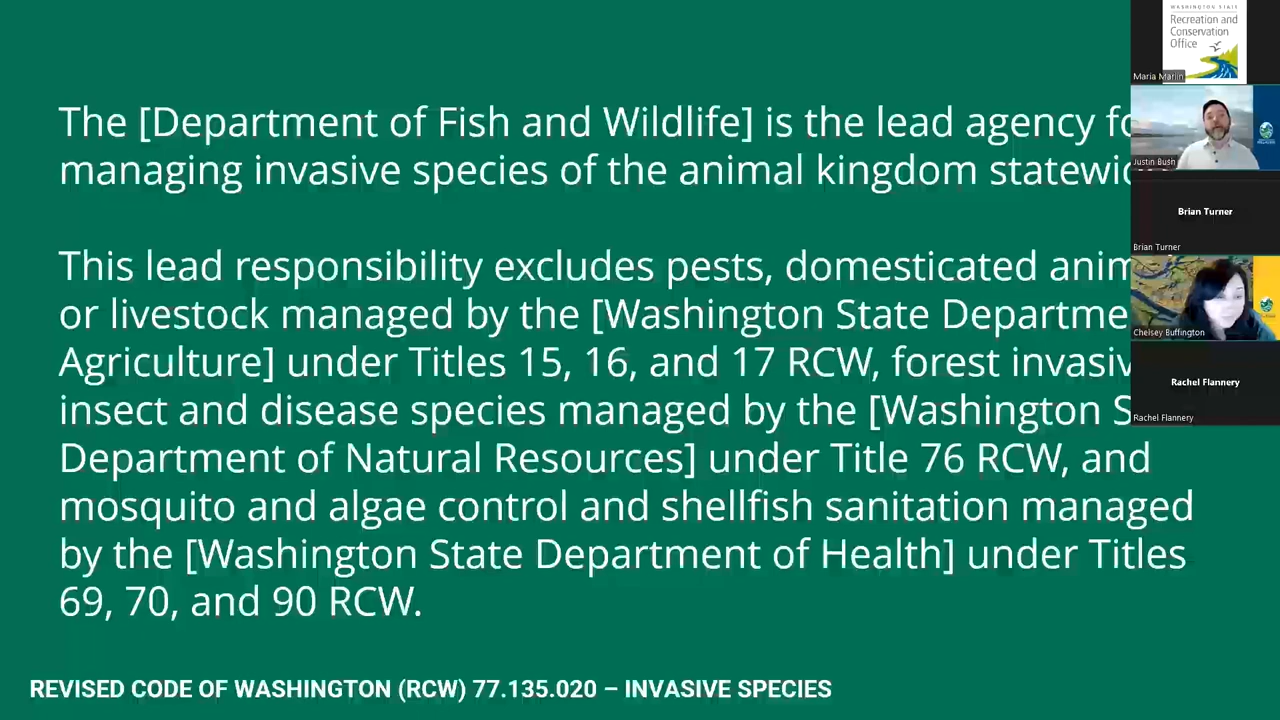 The [Department of Fish and Wildlife] is the lead agency
managing invasive species of the animal kingdom
This lead responsibility excludes pests, domesticated
or livestock managed by the [Washington State
Agriculture] under Titles 15, 16, and 17 RCW, forest
insect and disease species managed by the [Washington
Department of Natural Resources] under Title 76 RCW, and
mosquito and algae control and shellfish sanitation managed
by the [Washington State Department of Health] under Titles
69, 70, and 90 RCW.
REVISED CODE OF WASHINGTON (RCW) 77.135.020 – INVASIVE SPECIES
WASHINGTON STATE
Recreation and
Conservation
Office
Maria Marlin
Justin Bush
Brian Turner
Brian Turner
Chelsey Buffington
Rachel Flannery
Rachel Flannery